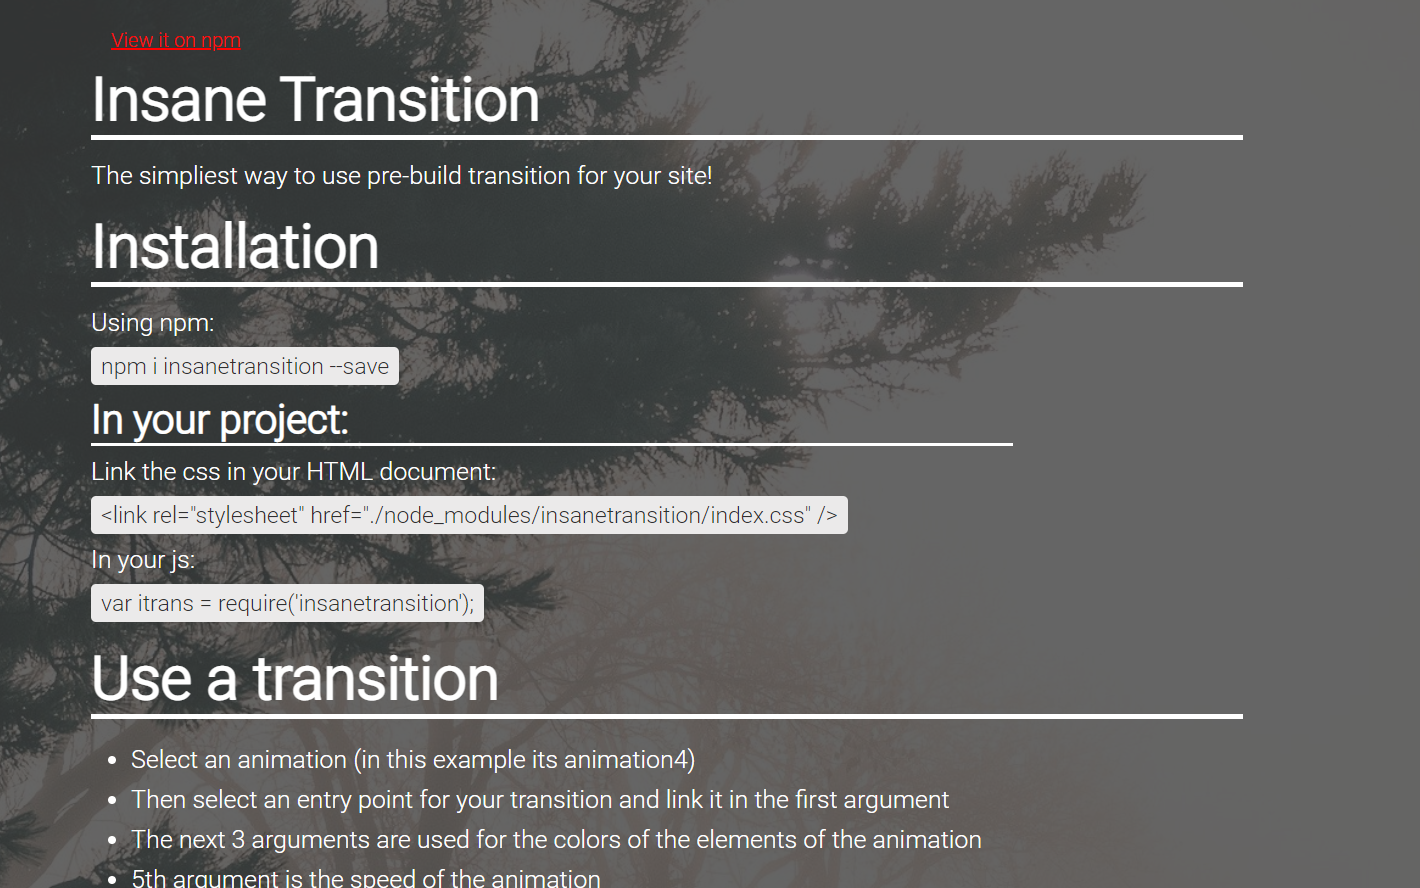 View it on npm
Insane Transition
The simpliest way to use pre-build transition for your site!
Installation
Using npm:
npm i insanetransition --save
In your project:
Link the css in your HTML document:
<link rel="stylesheet" href="./node_modules/insanetransition/index.css" />
In your js:
var itrans = require('insanetransition');
Use a transition
Select an animation (in this example its animation4)
Then select an entry point for your transition and link it in the first argument
The next 3 arguments are used for the colors of the elements of the animation
5th argument is the speed of the animation